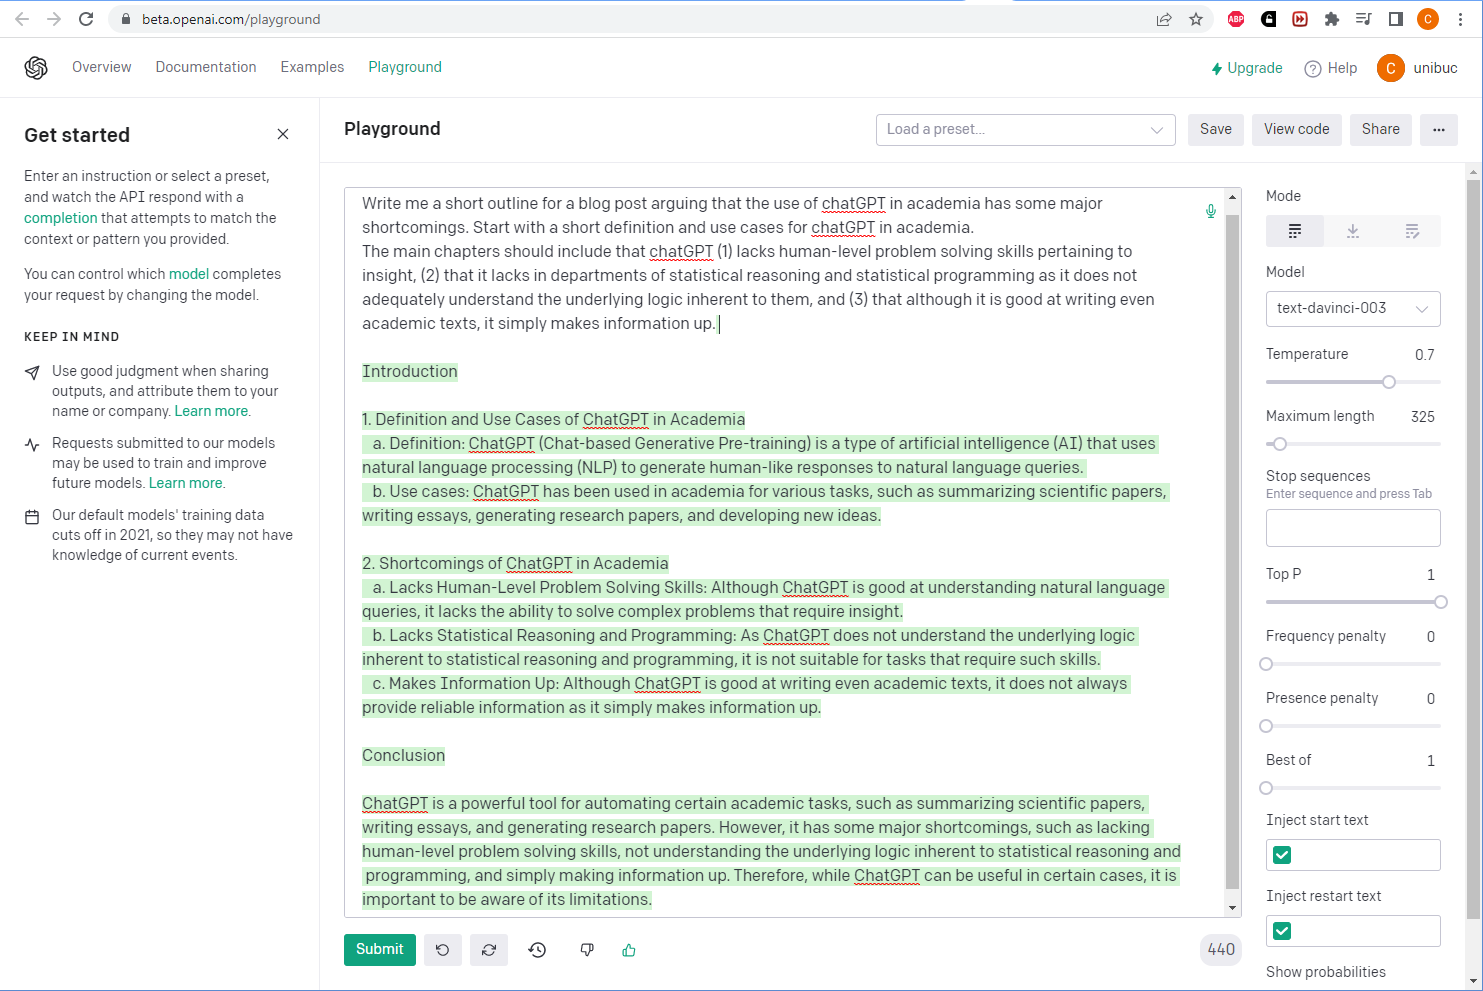 beta.openai.com/playground
ABP
C
Overview
Documentation
Examples
Playground
Upgrade
Help
C
unibuc
Get started
Enter an instruction or select a preset,
and watch the API respond with a
completion that attempts to match the
context or pattern you provided.
You can control which model completes
your request by changing the model.
KEEP IN MIND
Use good judgment when sharing
outputs, and attribute them to your
name or company. Learn more.
Requests submitted to our models
may be used to train and improve
future models. Learn more.
Our default models' training data
cuts off in 2021, so they may not have
knowledge of current events.
Playground
Load a preset...
Save
View code
Share
...
Write me a short outline for a blog post arguing that the use of chatGPT in academia has some major
shortcomings. Start with a short definition and use cases for chatGPT in academia.
The main chapters should include that chatGPT (1) lacks human-level problem solving skills pertaining to
insight, (2) that it lacks in departments of statistical reasoning and statistical programming as it does not
adequately understand the underlying logic inherent to them, and (3) that although it is good at writing even
academic texts, it simply makes information up.
Introduction
1. Definition and Use Cases of ChatGPT in Academia
a. Definition: ChatGPT (Chat-based Generative Pre-training) is a type of artificial intelligence (AI) that uses
natural language processing (NLP) to generate human-like responses to natural language queries.
b. Use cases: ChatGPT has been used in academia for various tasks, such as summarizing scientific papers,
writing essays, generating research papers, and developing new ideas.
2. Shortcomings of ChatGPT in Academia
a. Lacks Human-Level Problem Solving Skills: Although ChatGPT is good at understanding natural language
queries, it lacks the ability to solve complex problems that require insight.
b. Lacks Statistical Reasoning and Programming: As ChatGPT does not understand the underlying logic
inherent to statistical reasoning and programming, it is not suitable for tasks that require such skills.
c. Makes Information Up: Although ChatGPT is good at writing even academic texts, it does not always
provide reliable information as it simply makes information up.
Conclusion
ChatGPT is a powerful tool for automating certain academic tasks, such as summarizing scientific papers,
writing essays, and generating research papers. However, it has some major shortcomings, such as lacking
human-level problem solving skills, not understanding the underlying logic inherent to statistical reasoning and
programming, and simply making information up. Therefore, while ChatGPT can be useful in certain cases, it is
important to be aware of its limitations.
Submit
440
Mode
Model
text-davinci-003
Temperature 0.7
Maximum length 325
Stop sequences
Enter sequence and press Tab
Top P 1
Frequency penalty 0
Presence penalty 0
Best of 1
Inject start text
Inject restart text
Show probabilities